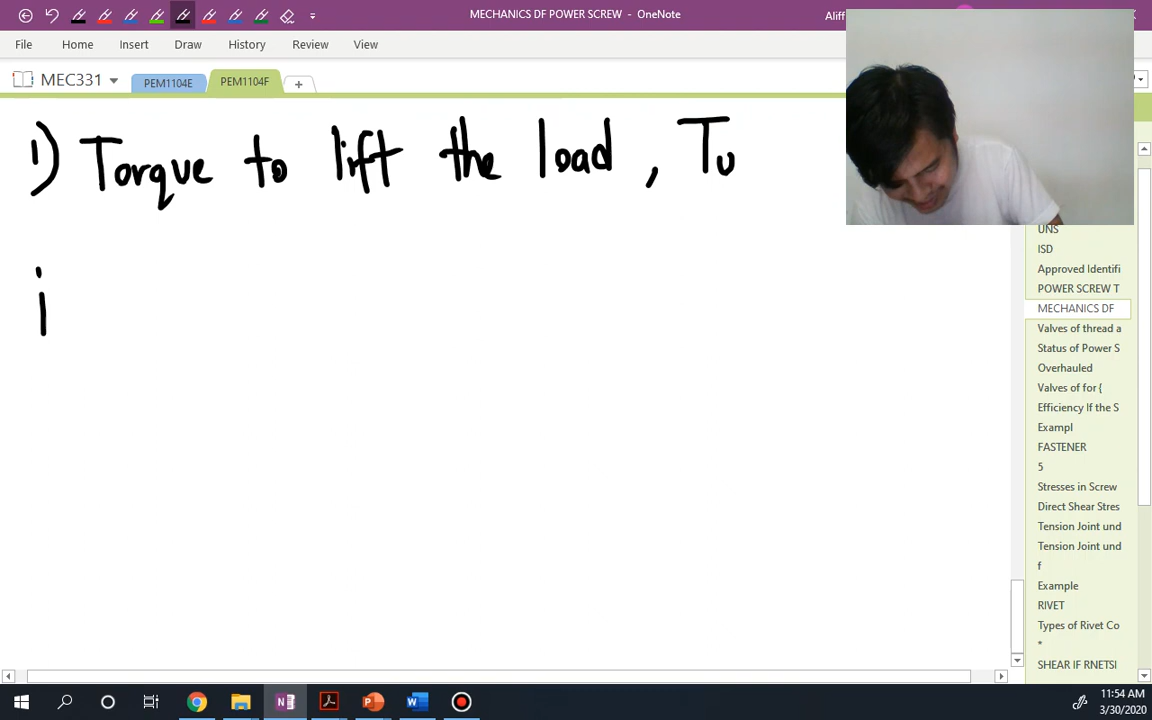 MECHANICS DF POWER SCREW - OneNote
Aliff
File Home Insert Draw History Review View
MEC331 PEM1104E PEM1104F +
1) Torque to lift the load, Tu
i
UNS
ISD
Approved Identifi
POWER SCREW T
MECHANICS DF
Valves of thread a
Status of Power S
Overhauled
Valves of for {
Efficiency If the S
Exampl
FASTENER
5
Stresses in Screw
Direct Shear Stres
Tension Joint und
Tension Joint und
f
Example
RIVET
Types of Rivet Co
*
SHEAR IF RNETSI
11:54 AM
3/30/2020